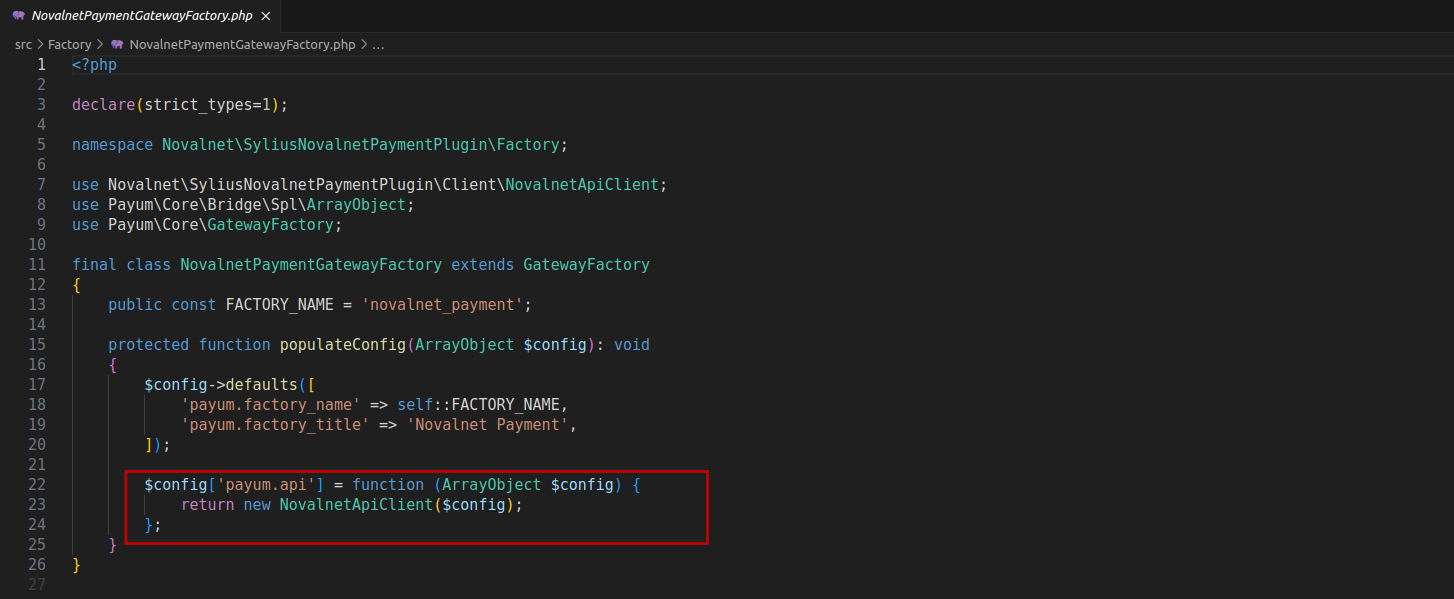 NovalnetPaymentGatewayFactory.php ×
src > Factory > NovalnetPaymentGatewayFactory.php > ...
1 <?php
2
3 declare(strict_types=1);
4
5 namespace Novalnet\SyliusNovalnetPaymentPlugin\Factory;
6
7 use Novalnet\SyliusNovalnetPaymentPlugin\Client\NovalnetApiClient;
8 use Payum\Core\Bridge\Spl\ArrayObject;
9 use Payum\Core\GatewayFactory;
10
11 final class NovalnetPaymentGatewayFactory extends GatewayFactory
12 {
13     public const FACTORY_NAME = 'novalnet_payment';
14
15     protected function populateConfig(ArrayObject $config): void
16     {
17         $config->defaults([
18             'payum.factory_name' => self::FACTORY_NAME,
19             'payum.factory_title' => 'Novalnet Payment',
20         ]);
21
22         $config['payum.api'] = function (ArrayObject $config) {
23             return new NovalnetApiClient($config);
24         };
25     }
26 }
27